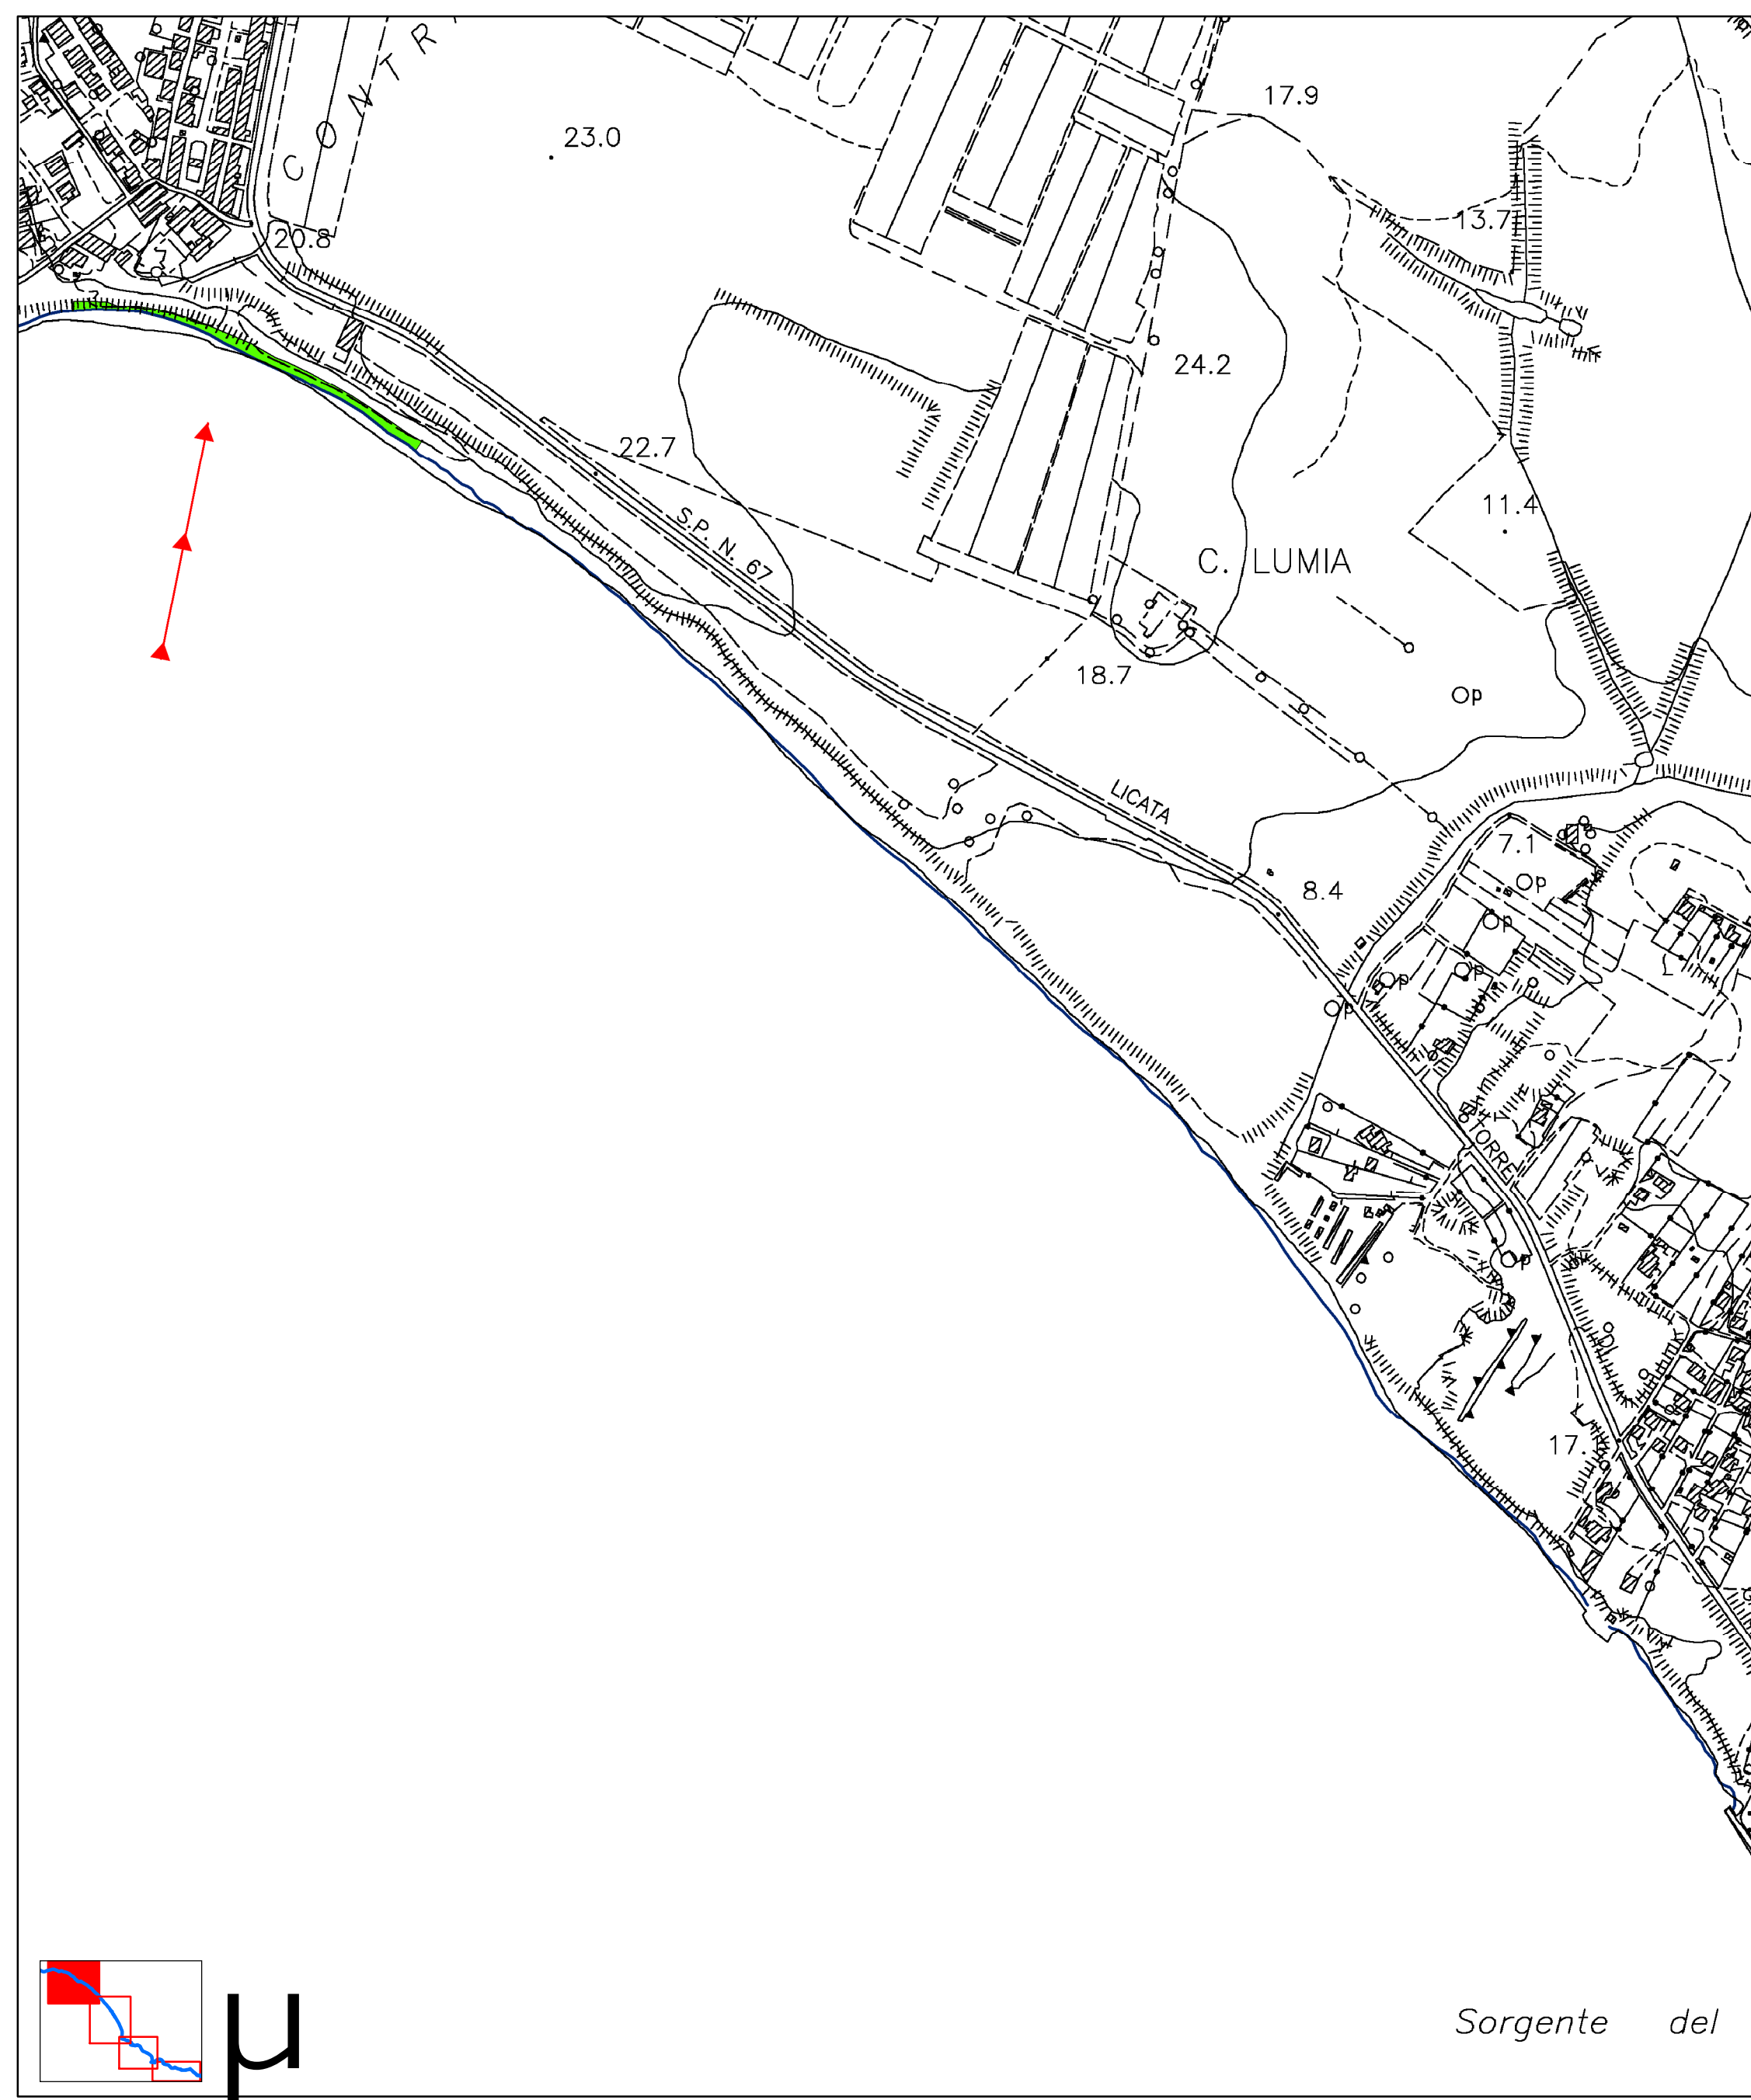 CONTR
17.9
23.0
13.7
20.8
24.2
22.7
11.4
S.P. N. 67
C. LUMIA
18.7
Op
LICATA
7.1
Op
8.4
Op
Op
Op
Op
TORRE
Op
17.
µ
Sorgente del